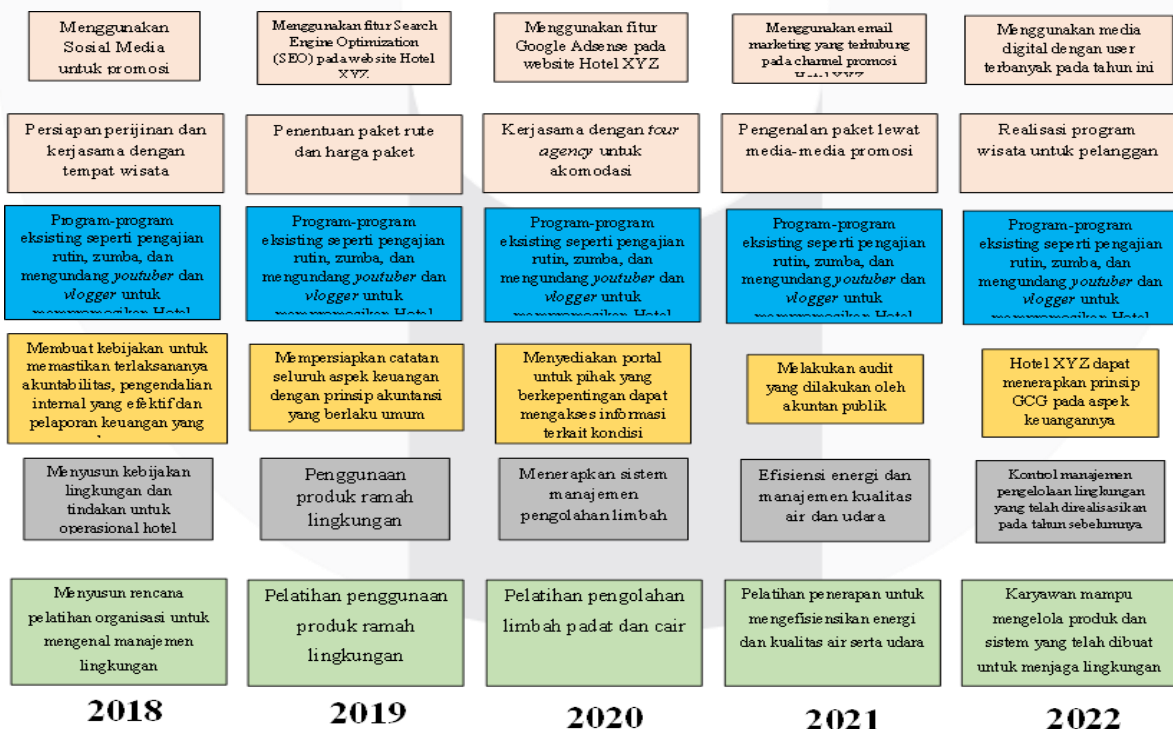 Menggunakan
Sosial Media
untuk promosi
Menggunakan fitur Search
Engine Optimization
(SEO) pada website Hotel
XYZ
Menggunakan fitur
Google Adsense pada
website Hotel XYZ
Menggunakan email
marketing yang terhubung
pada channel promosi
Hotel XYZ
Menggunakan media
digital dengan user
terbanyak pada tahun ini
Persiapan perijinan dan
kerjasama dengan
tempat wisata
Penentuan paket rute
dan harga paket
Kerjasama dengan tour
agency untuk
akomodasi
Pengenalan paket lewat
media-media promosi
Realisasi program
wisata untuk pelanggan
Program-program
eksisting seperti pengajian
rutin, zumba, dan
mengundang youtuber dan
vlogger untuk
mempromosikan Hotel
Program-program
eksisting seperti pengajian
rutin, zumba, dan
mengundang youtuber dan
vlogger untuk
mempromosikan Hotel
Program-program
eksisting seperti pengajian
rutin, zumba, dan
mengundang youtuber dan
vlogger untuk
mempromosikan Hotel
Program-program
eksisting seperti pengajian
rutin, zumba, dan
mengundang youtuber dan
vlogger untuk
mempromosikan Hotel
Program-program
eksisting seperti pengajian
rutin, zumba, dan
mengundang youtuber dan
vlogger untuk
mempromosikan Hotel
Membuat kebijakan untuk
memastikan terlaksananya
akuntabilitas, pengendalian
internal yang efektif dan
pelaporan keuangan yang
Mempersiapkan catatan
seluruh aspek keuangan
dengan prinsip akuntansi
yang berlaku umum
Menyediakan portal
untuk pihak yang
berkepentingan dapat
mengakses informasi
terkait kondisi
Melakukan audit
yang dilakukan oleh
akuntan publik
Hotel XYZ dapat
menerapkan prinsip
GCG pada aspek
keuangannya
Menyusun kebijakan
lingkungan dan
tindakan untuk
operasional hotel
Penggunaan
produk ramah
lingkungan
Menerapkan sistem
manajemen
pengolahan limbah
Efisiensi energi dan
manajemen kualitas
air dan udara
Kontrol manajemen
pengelolaan lingkungan
yang telah direalisasikan
pada tahun sebelumnya
Menyusun rencana
pelatihan organisasi untuk
mengenal manajemen
lingkungan
Pelatihan penggunaan
produk ramah
lingkungan
Pelatihan pengolahan
limbah padat dan cair
Pelatihan penerapan untuk
mengefisiensikan energi
dan kualitas air serta udara
Karyawan mampu
mengelola produk dan
sistem yang telah dibuat
untuk menjaga lingkungan
2018
2019
2020
2021
2022